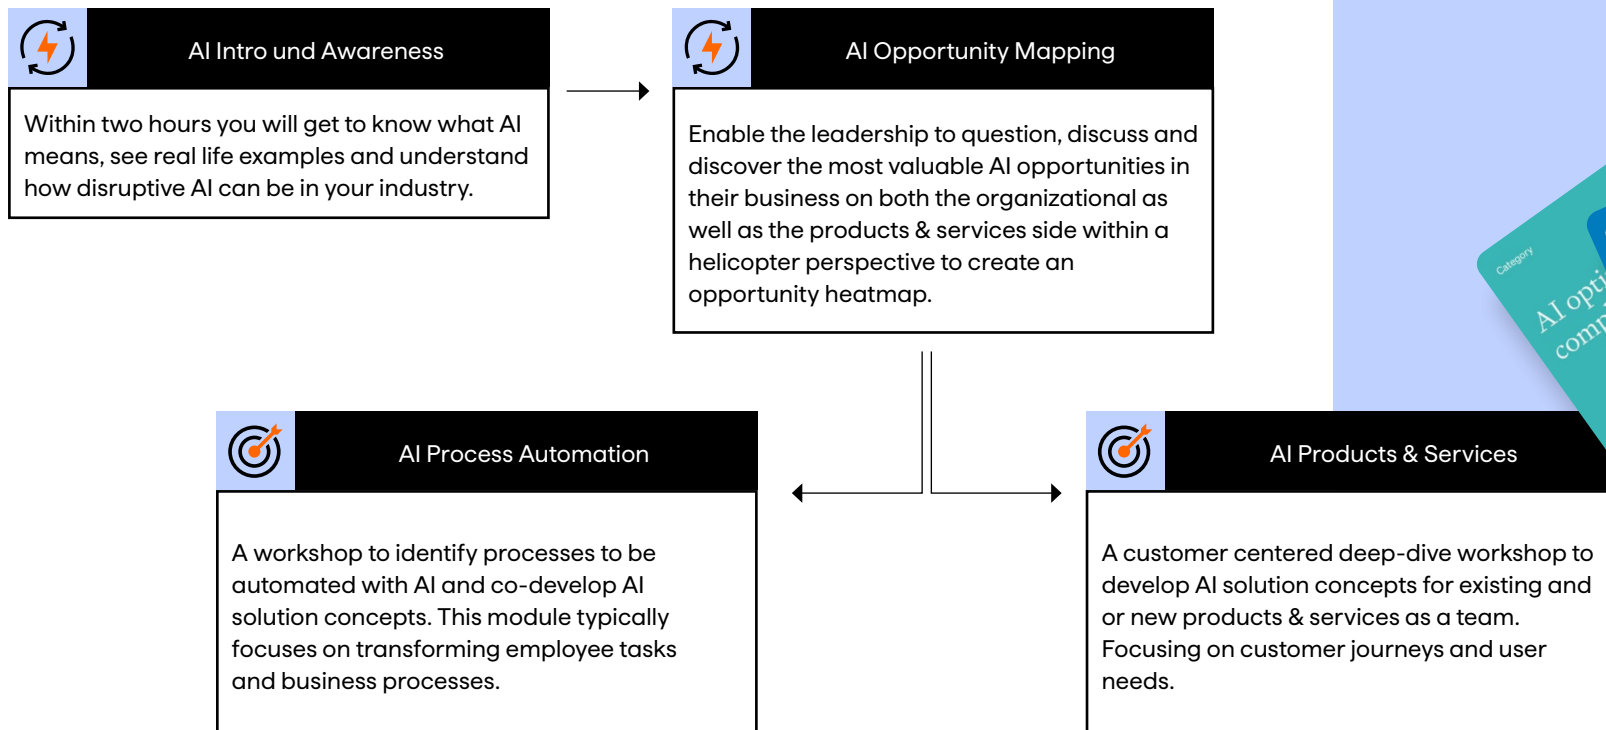 AI Intro und Awareness
Within two hours you will get to know what AI
means, see real life examples and understand
how disruptive AI can be in your industry.
AI Opportunity Mapping
Enable the leadership to question, discuss and
discover the most valuable AI opportunities in
their business on both the organizational as
well as the products & services side within a
helicopter perspective to create an
opportunity heatmap.
Category
AI
AI Process Automation
A workshop to identify processes to be
automated with AI and co-develop AI
solution concepts. This module typically
focuses on transforming employee tasks
and business processes.
AI Products & Services
A customer centered deep-dive workshop to
develop AI solution concepts for existing and
or new products & services as a team.
Focusing on customer journeys and user
needs.